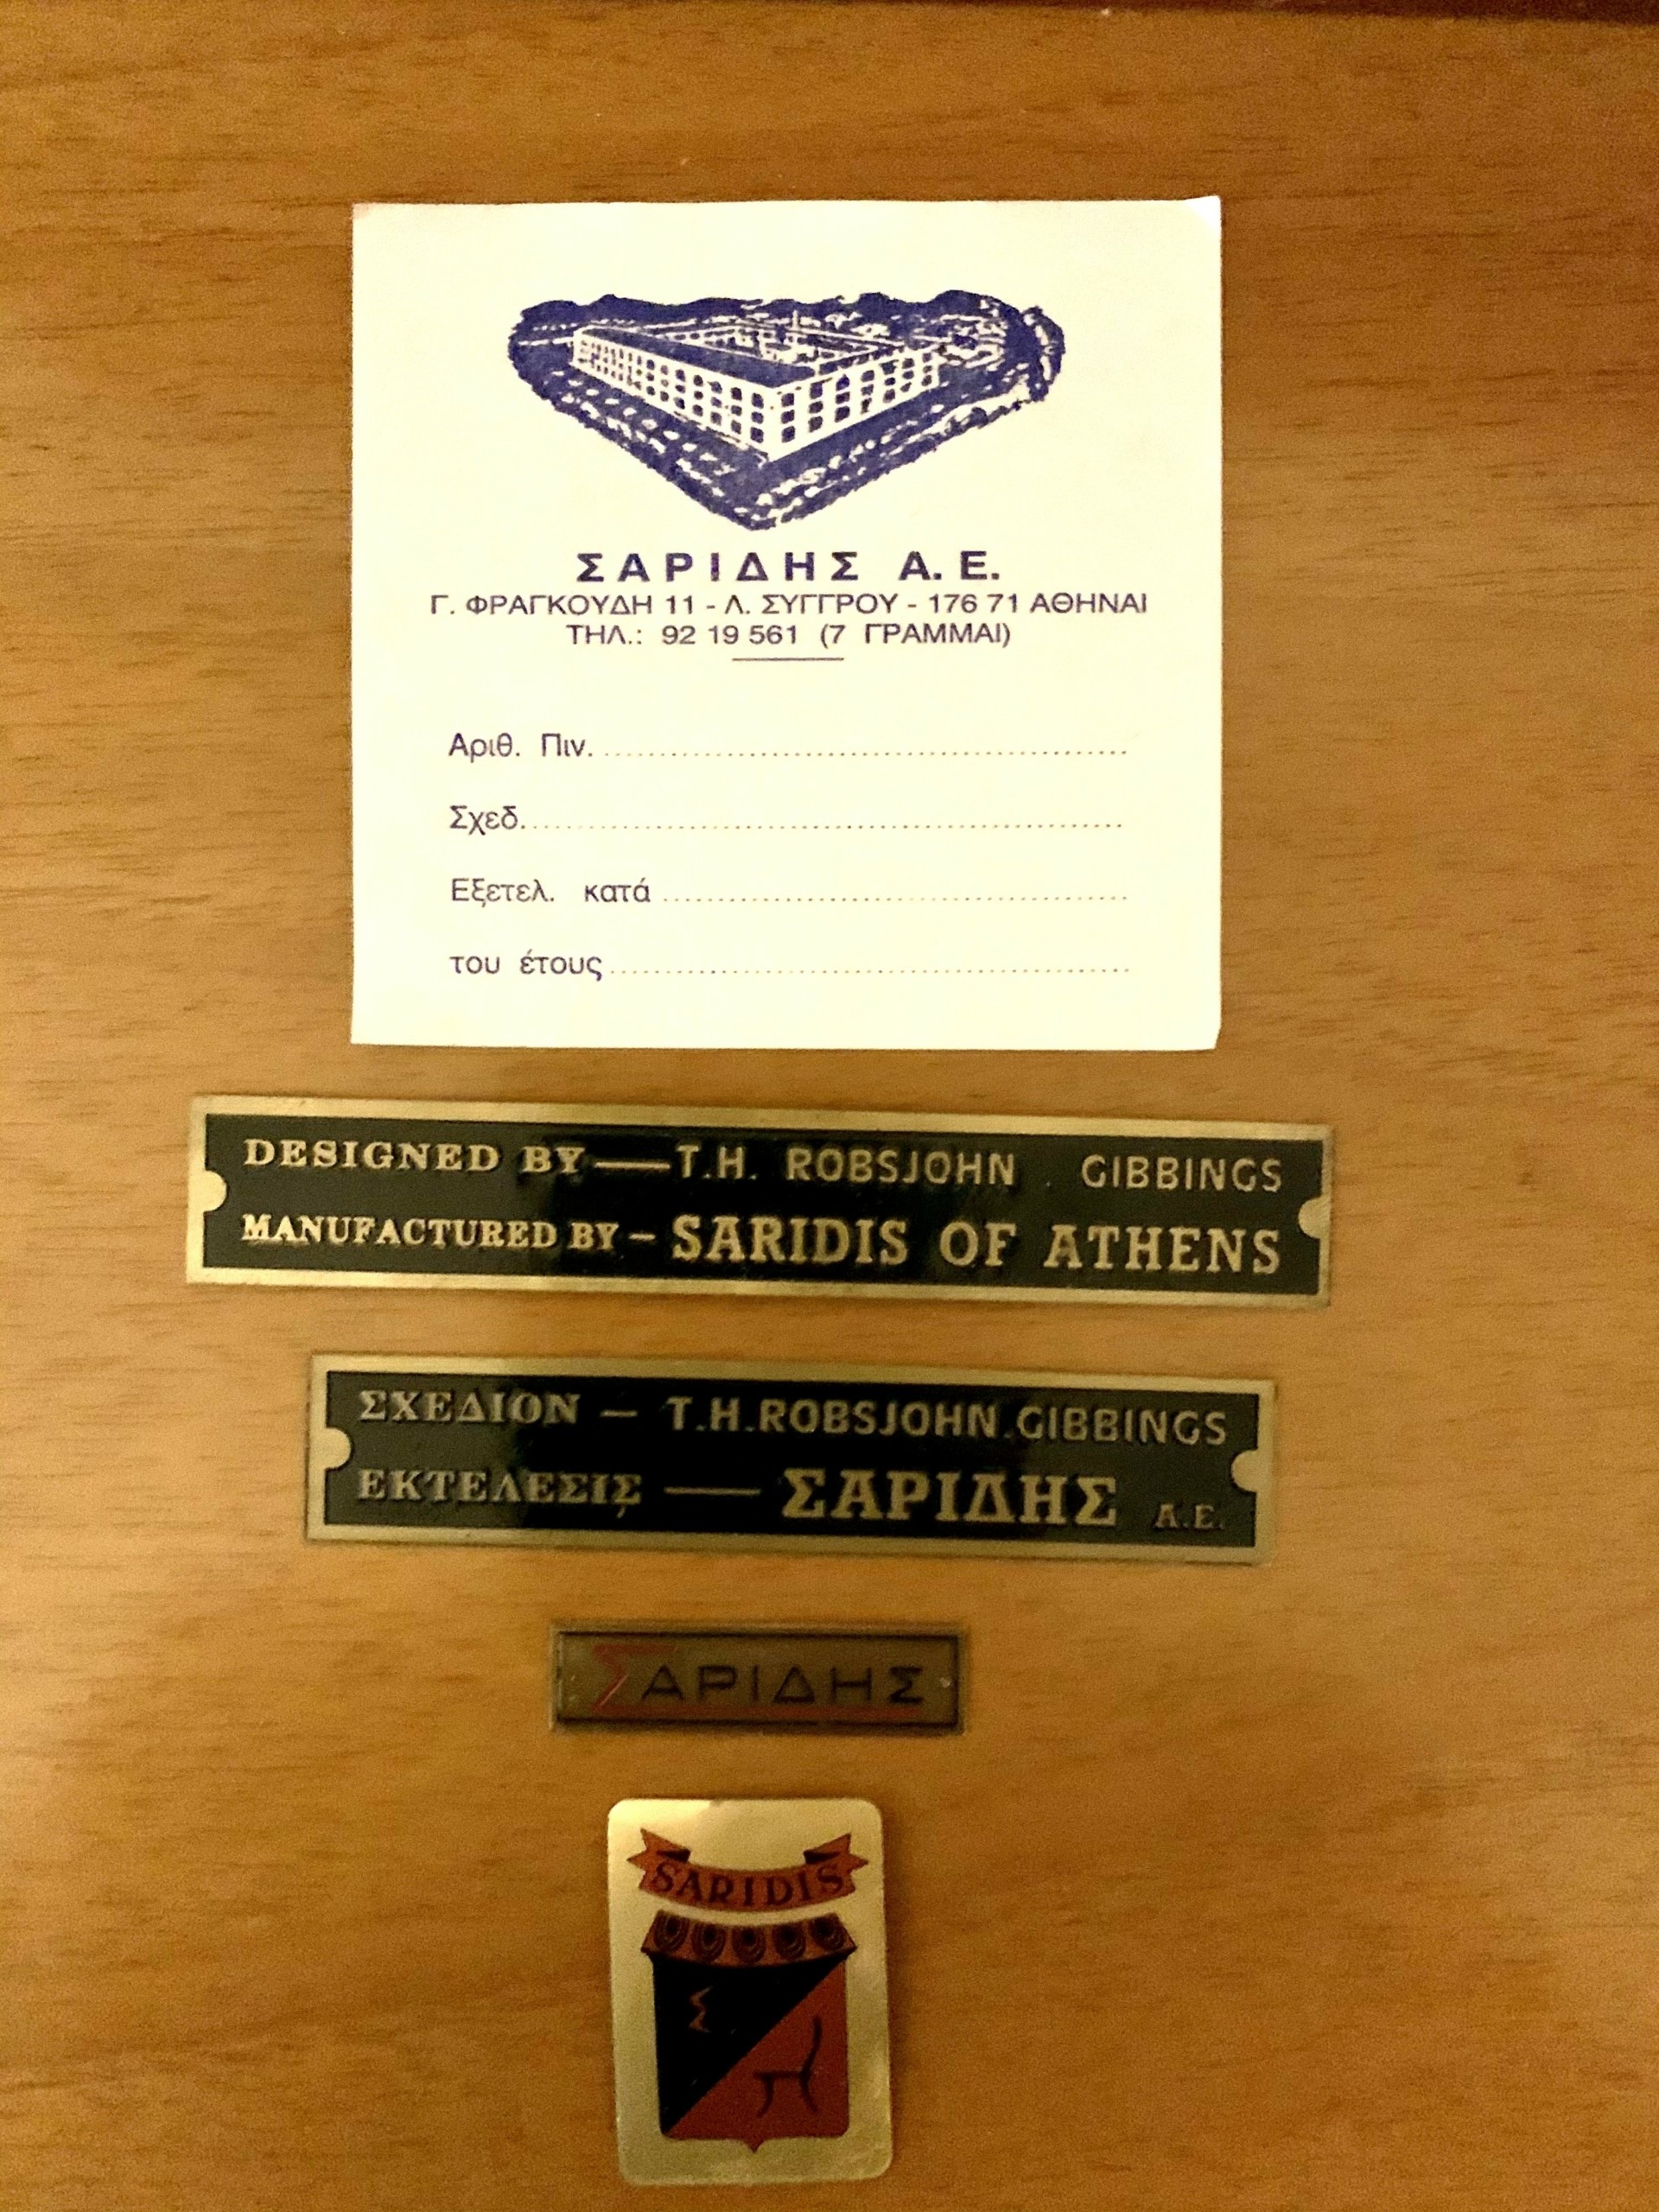 ΣΑΡΙΔΗΣ Α.Ε.
Γ. ΦΡΑΓΚΟΥΔΗ 11 - Λ. ΣΥΓΓΡΟΥ - 176 71 ΑΘΗΝΑΙ
ΤΗΛ.: 92 19 561 (7 ΓΡΑΜΜΑΙ)
Αριθ. Πιν. ....................
Σχεδ. ....................
Εξετελ. κατά ....................
του έτους ....................
DESIGNED BY — T.H. ROBSJOHN . GIBBINGS
MANUFACTURED BY - SARIDIS OF ATHENS
ΣΧΕΔΙΟΝ — T.H.ROBSJOHN.GIBBINGS
ΕΚΤΕΛΕΣΙΣ — ΣΑΡΙΔΗΣ Α.Ε.
ΣΑΡΙΔΗΣ
SARIDIS
Σ